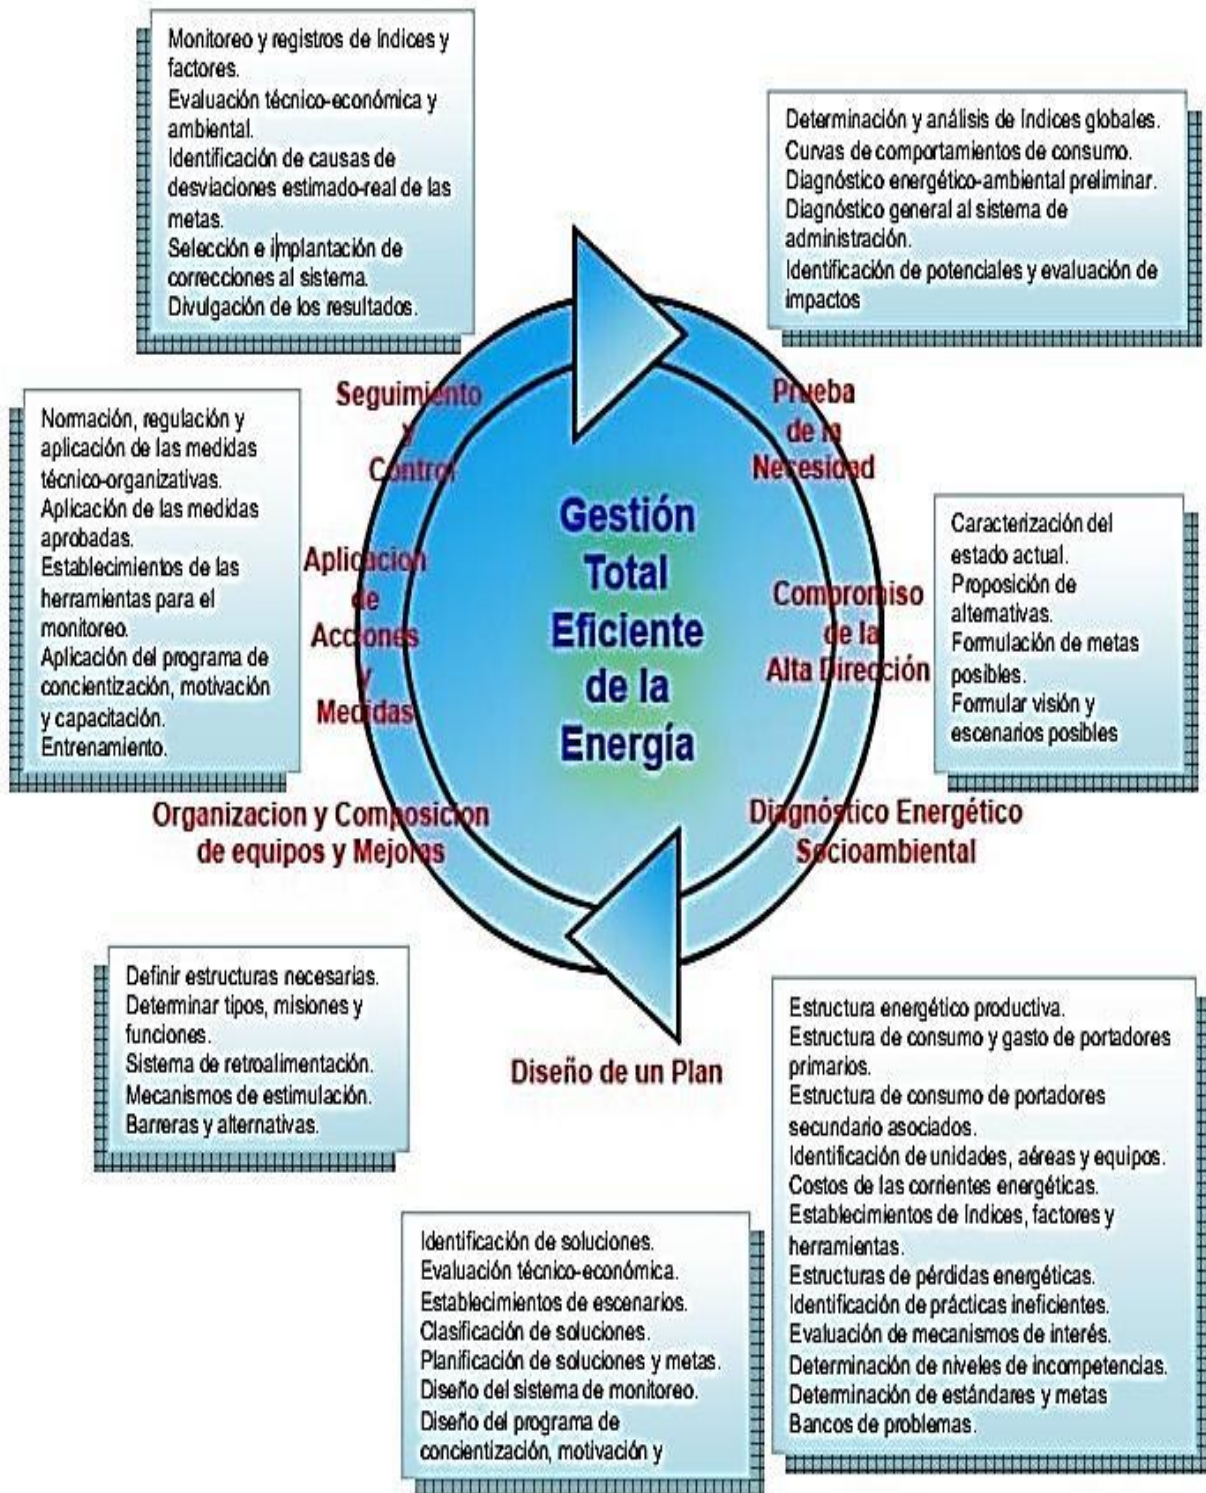 Monitoreo y registros de índices y
factores.
Evaluación técnico-económica y
ambiental.
Identificación de causas de
desviaciones estimado-real de las
metas.
Selección e implantación de
correcciones al sistema.
Divulgación de los resultados.
Determinación y análisis de índices globales.
Curvas de comportamientos de consumo.
Diagnóstico energético-ambiental preliminar.
Diagnóstico general al sistema de
administración.
Identificación de potenciales y evaluación de
impactos
Seguimiento
y
Control
Prueba
de la
Necesidad
Normación, regulación y
aplicación de las medidas
técnico-organizativas.
Aplicación de las medidas
aprobadas.
Establecimientos de las
herramientas para el
monitoreo.
Aplicación del programa de
concientización, motivación
y capacitación.
Entrenamiento.
Aplicacion
de
Acciones
y
Medidas
Gestión
Total
Eficiente
de la
Energía
Compromiso
de la
Alta Dirección
Caracterización del
estado actual.
Proposición de
alternativas.
Formulación de metas
posibles.
Formular visión y
escenarios posibles
Organizacion y Composicion
de equipos y Mejoras
Diagnóstico Energético
Socioambiental
Definir estructuras necesarias.
Determinar tipos, misiones y
funciones.
Sistema de retroalimentación.
Mecanismos de estimulación.
Barreras y alternativas.
Diseño de un Plan
Estructura energético productiva.
Estructura de consumo y gasto de portadores
primarios.
Estructura de consumo de portadores
secundario asociados.
Identificación de unidades, aéreas y equipos.
Costos de las corrientes energéticas.
Establecimientos de índices, factores y
herramientas.
Estructuras de pérdidas energéticas.
Identificación de prácticas ineficientes.
Evaluación de mecanismos de interés.
Determinación de niveles de incompetencias.
Determinación de estándares y metas
Bancos de problemas.
Identificación de soluciones.
Evaluación técnico-económica.
Establecimientos de escenarios.
Clasificación de soluciones.
Planificación de soluciones y metas.
Diseño del sistema de monitoreo.
Diseño del programa de
concientización, motivación y